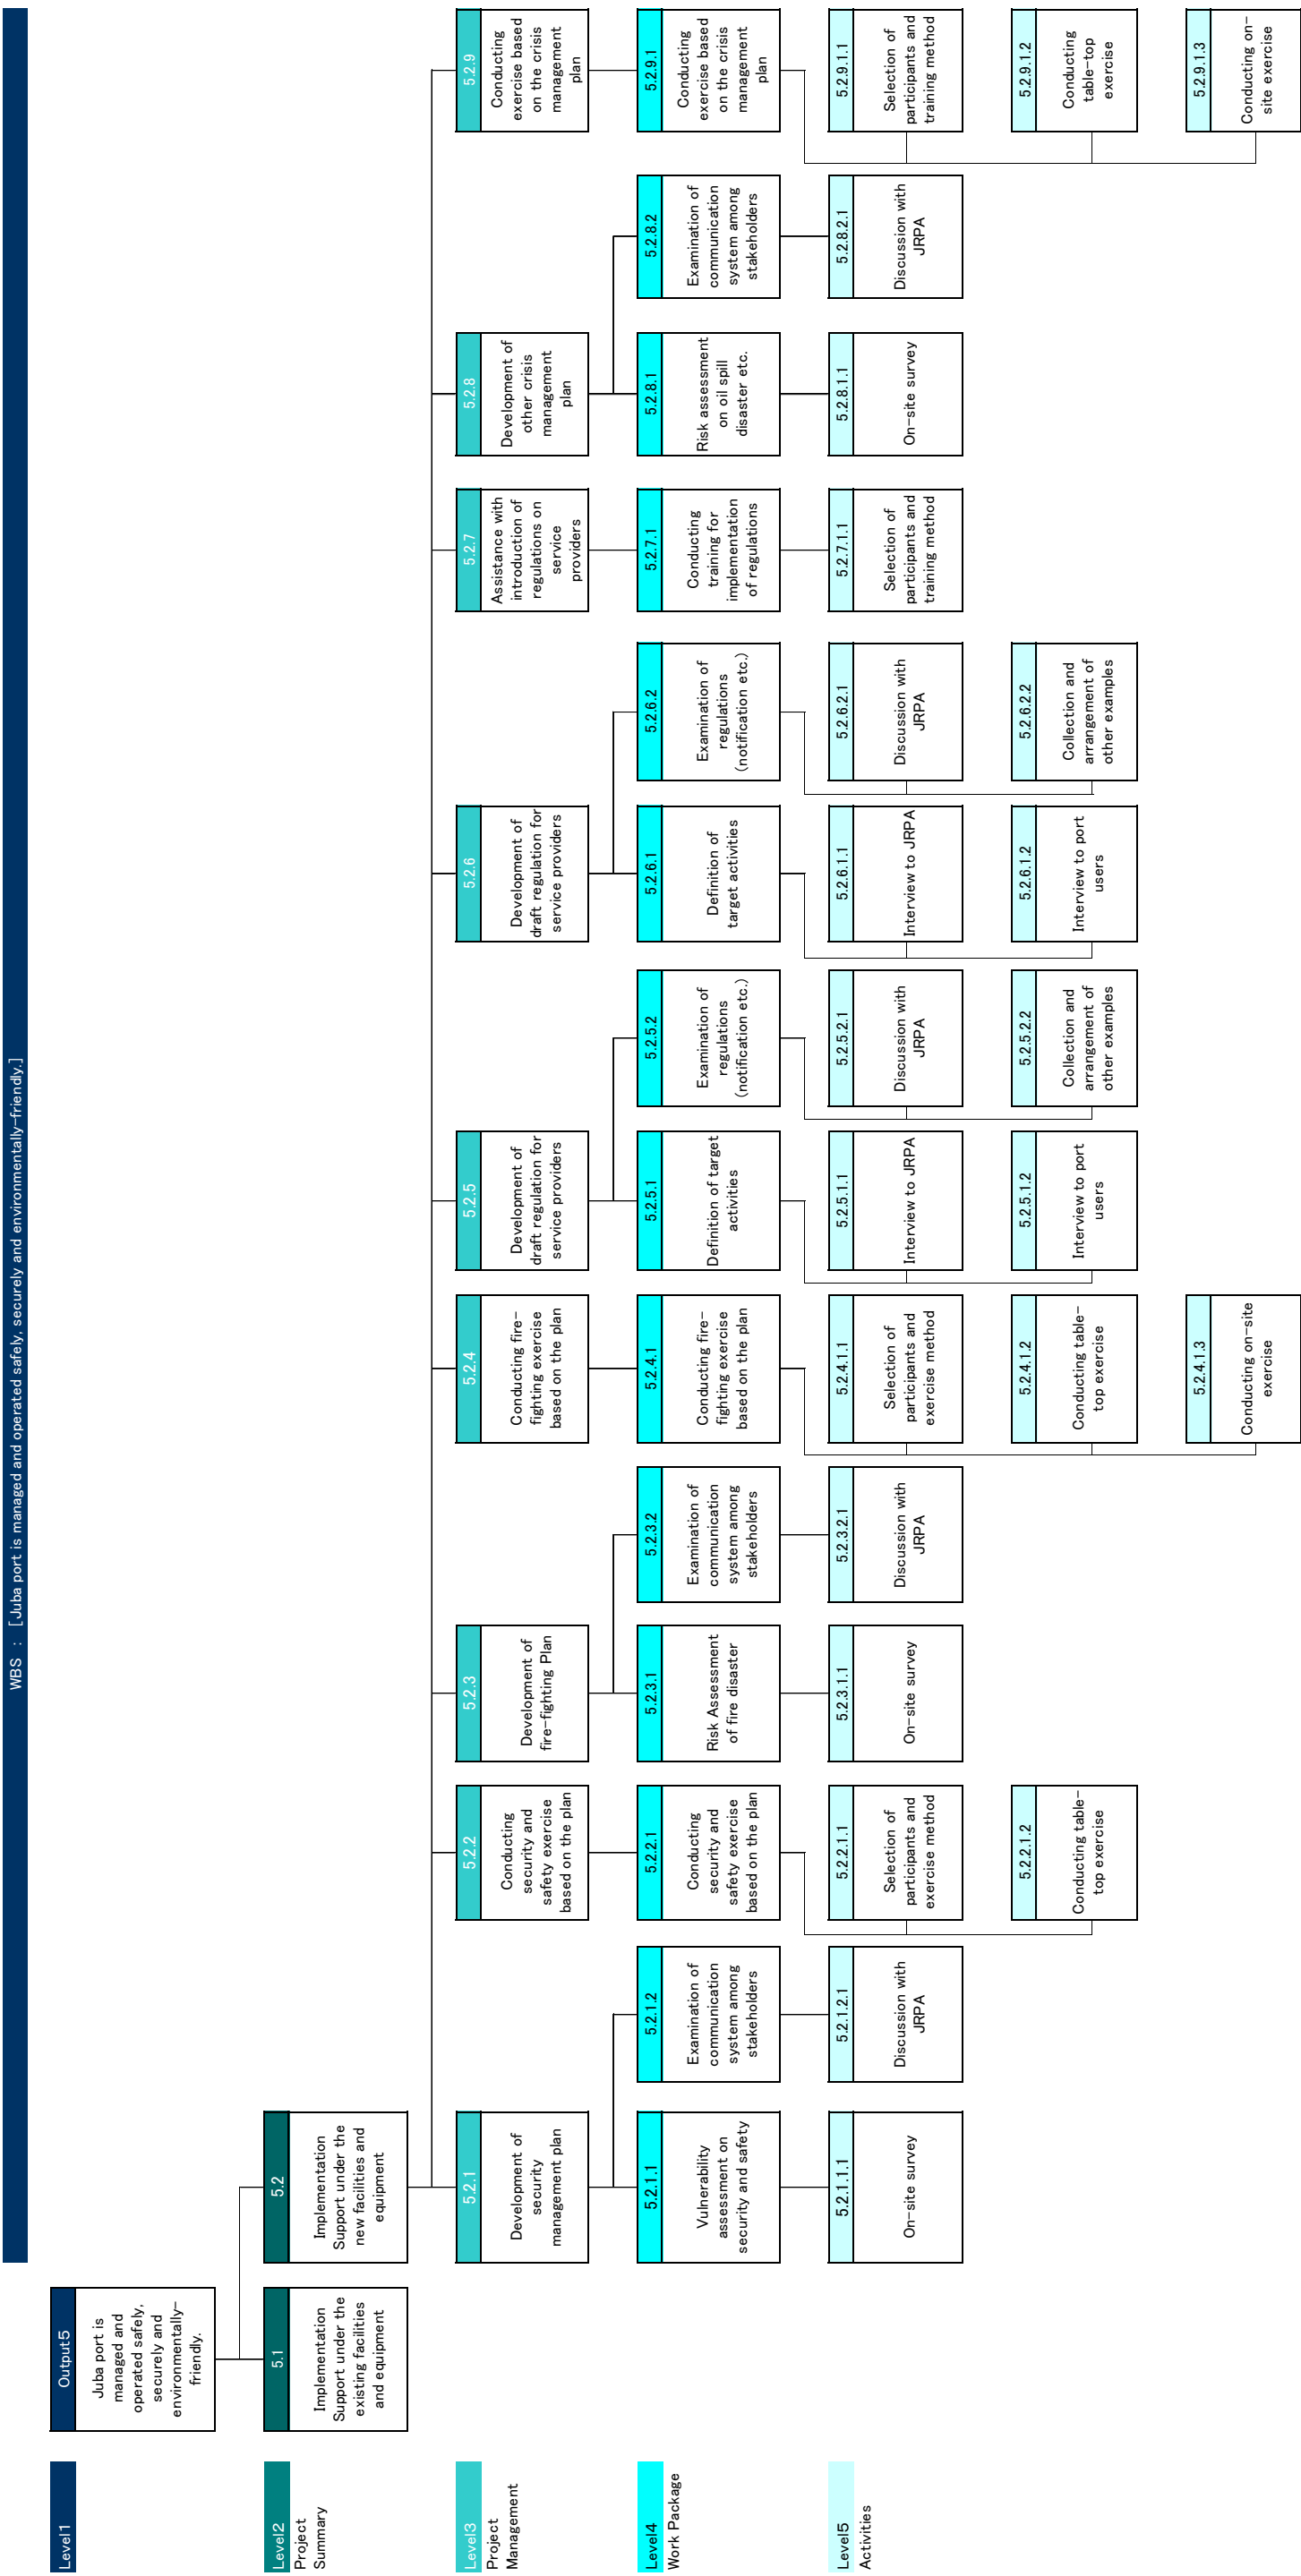 WBS : [Juba port is managed and operated safely, securely and environmentally-friendly.]
Level1
Output5
Juba port is
managed and
operated safely,
securely and
environmentally-
friendly.
Level2
Project
Summary
5.1
Implementation
Support under the
existing facilities
and equipment
5.2
Implementation
Support under the
new facilities and
equipment
Level3
Project
Management
5.2.1
Development of
security
management plan
5.2.2
Conducting
security and
safety exercise
based on the plan
5.2.3
Development of
fire-fighting Plan
5.2.4
Conducting fire-
fighting exercise
based on the plan
5.2.5
Development of
draft regulation for
service providers
5.2.6
Development of
draft regulation for
service providers
5.2.7
Assistance with
introduction of
regulations on
service
providers
5.2.8
Development of
other crisis
management
plan
5.2.9
Conducting
exercise based
on the crisis
management
plan
Level4
Work Package
5.2.1.1
Vulnerability
assessment on
security and safety
5.2.1.2
Examination of
communication
system among
stakeholders
5.2.2.1
Conducting
security and
safety exercise
based on the plan
5.2.3.1
Risk Assessment
of fire disaster
5.2.3.2
Examination of
communication
system among
stakeholders
5.2.4.1
Conducting fire-
fighting exercise
based on the plan
5.2.5.1
Definition of target
activities
5.2.5.2
Examination of
regulations
(notification etc.)
5.2.6.1
Definition of
target activities
5.2.6.2
Examination of
regulations
(notification etc.)
5.2.7.1
Conducting
training for
implementation
of regulations
5.2.8.1
Risk assessment
on oil spill
disaster etc.
5.2.8.2
Examination of
communication
system among
stakeholders
5.2.9.1
Conducting
exercise based
on the crisis
management
plan
Level5
Activities
5.2.1.1.1
On-site survey
5.2.1.2.1
Discussion with
JRPA
5.2.2.1.1
Selection of
participants and
exercise method
5.2.3.1.1
On-site survey
5.2.3.2.1
Discussion with
JRPA
5.2.4.1.1
Selection of
participants and
exercise method
5.2.5.1.1
Interview to JRPA
5.2.5.2.1
Discussion with
JRPA
5.2.6.1.1
Interview to JRPA
5.2.6.2.1
Discussion with
JRPA
5.2.7.1.1
Selection of
participants and
training method
5.2.8.1.1
On-site survey
5.2.8.2.1
Discussion with
JRPA
5.2.9.1.1
Selection of
participants and
training method
5.2.2.1.2
Conducting table-
top exercise
5.2.4.1.2
Conducting table-
top exercise
5.2.5.1.2
Interview to port
users
5.2.5.2.2
Collection and
arrangement of
other examples
5.2.6.1.2
Interview to port
users
5.2.6.2.2
Collection and
arrangement of
other examples
5.2.9.1.2
Conducting
table-top
exercise
5.2.4.1.3
Conducting on-site
exercise
5.2.9.1.3
Conducting on-
site exercise